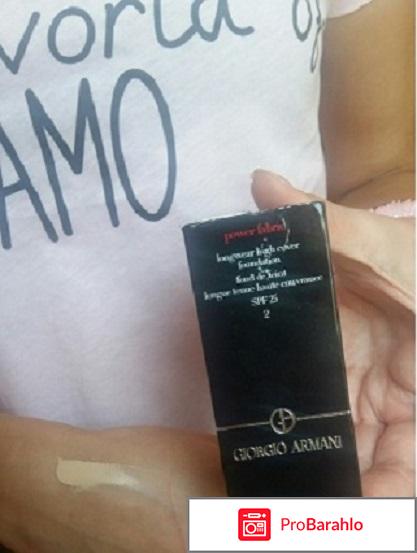 world of
AMO
power fabric
longwear high cover
foundation
fond de teint
longue tenue haute couvrance
SPF 25
2
GIORGIO ARMANI
ProBarahlo